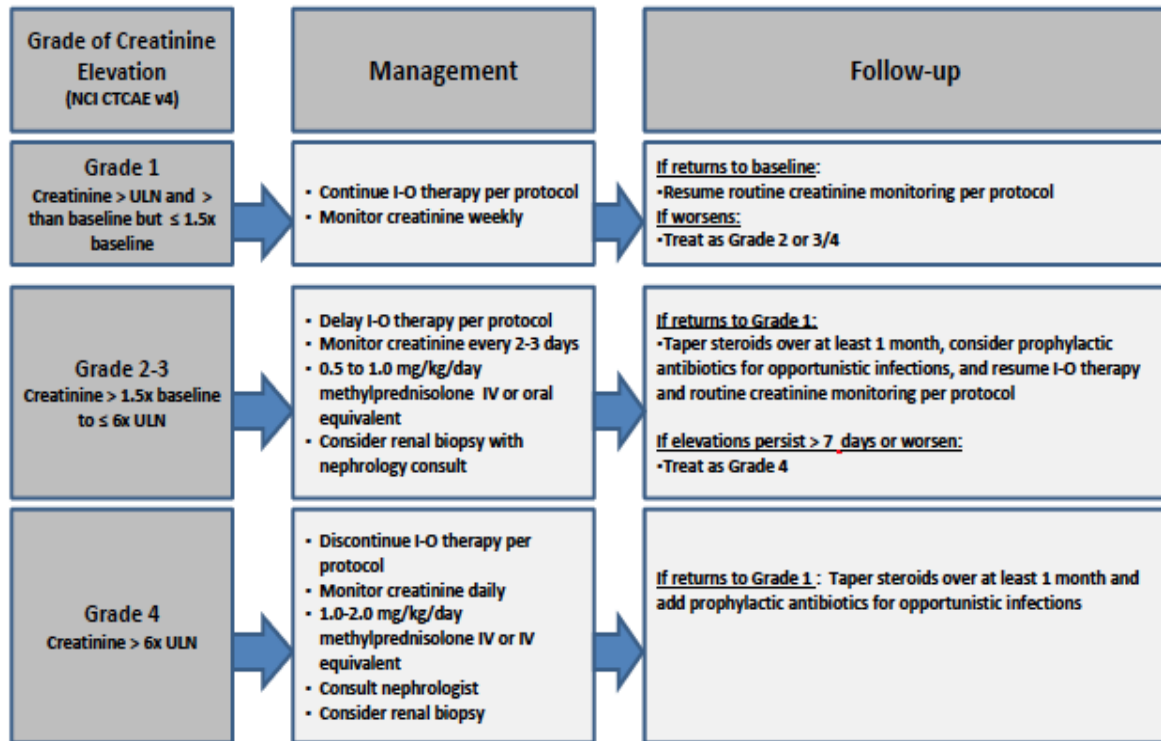 Grade of Creatinine
Elevation
(NCI CTCAE v4)
Management
Follow-up
Grade 1
Creatinine > ULN and >
than baseline but ≤ 1.5x
baseline
▪ Continue I-O therapy per protocol
▪ Monitor creatinine weekly
If returns to baseline:
•Resume routine creatinine monitoring per protocol
If worsens:
•Treat as Grade 2 or 3/4
Grade 2-3
Creatinine > 1.5x baseline
to ≤ 6x ULN
▪ Delay I-O therapy per protocol
▪ Monitor creatinine every 2-3 days
▪ 0.5 to 1.0 mg/kg/day
methylprednisolone IV or oral
equivalent
▪ Consider renal biopsy with
nephrology consult
If returns to Grade 1:
•Taper steroids over at least 1 month, consider prophylactic
antibiotics for opportunistic infections, and resume I-O therapy
and routine creatinine monitoring per protocol
If elevations persist > 7 days or worsen:
•Treat as Grade 4
Grade 4
Creatinine > 6x ULN
▪ Discontinue I-O therapy per
protocol
▪ Monitor creatinine daily
▪ 1.0-2.0 mg/kg/day
methylprednisolone IV or IV
equivalent
▪ Consult nephrologist
▪ Consider renal biopsy
If returns to Grade 1 : Taper steroids over at least 1 month and
add prophylactic antibiotics for opportunistic infections